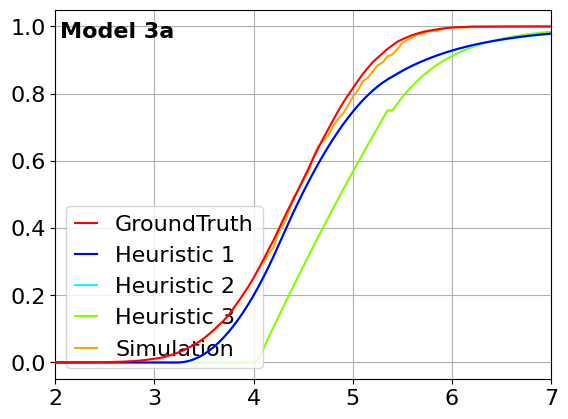 Model 3a
1.0
0.8
0.6
0.4
0.2
0.0
GroundTruth
Heuristic 1
Heuristic 2
Heuristic 3
Simulation
2 3 4 5 6 7